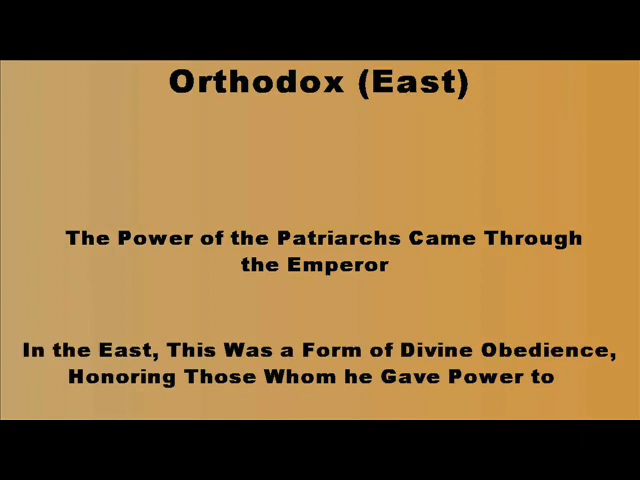 Orthodox (East)
The Power of the Patriarchs Came Through
the Emperor
In the East, This Was a Form of Divine Obedience,
Honoring Those Whom he Gave Power to